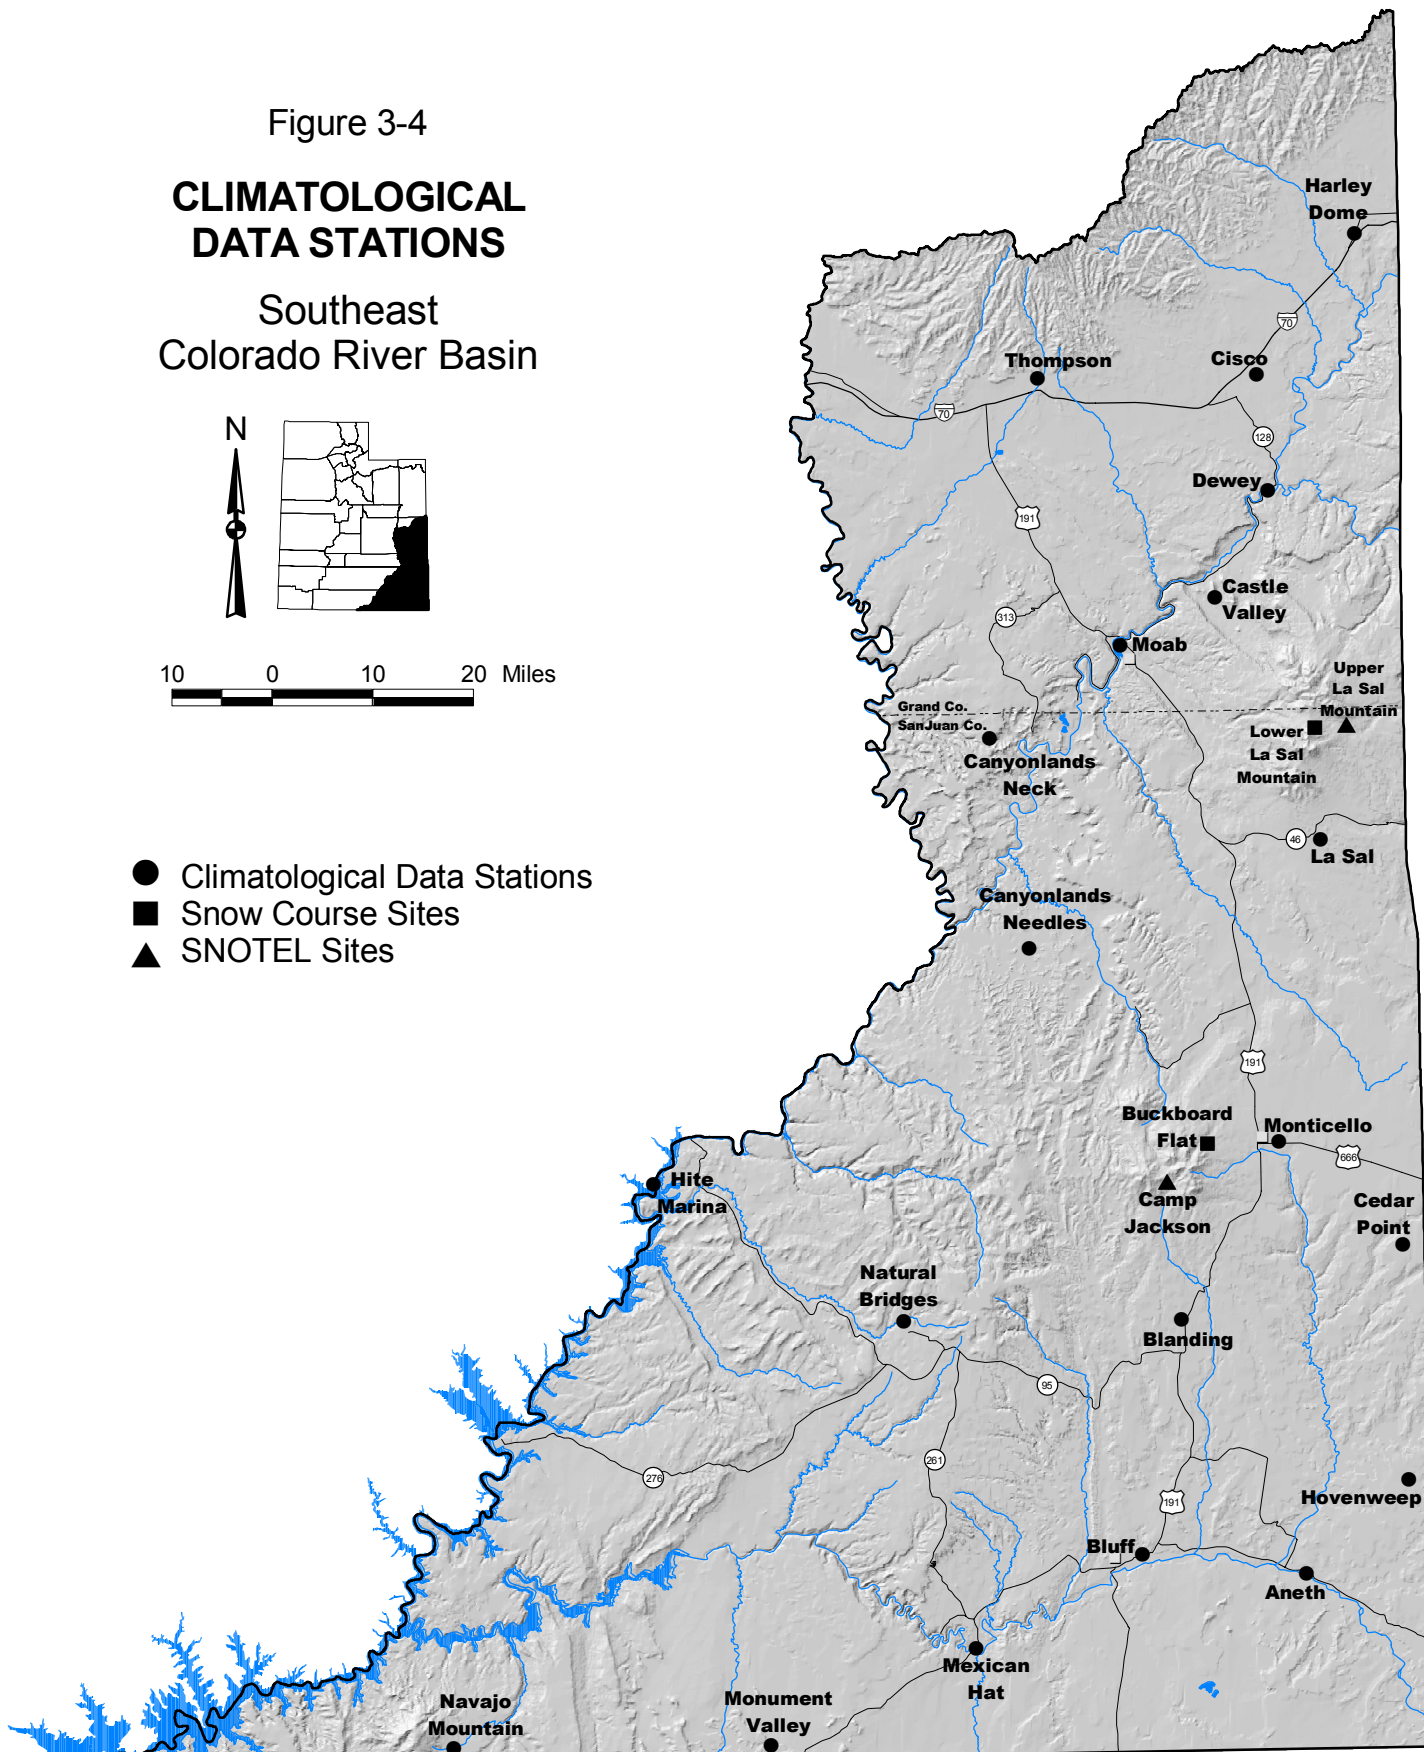 Figure 3-4
CLIMATOLOGICAL
DATA STATIONS
Southeast
Colorado River Basin
N
10 0 10 20 Miles
Climatological Data Stations
Snow Course Sites
SNOTEL Sites
Harley
Dome
70
Thompson
Cisco
70
128
Dewey
191
Castle
Valley
313
Moab
Upper
La Sal
Mountain
Grand Co.
SanJuan Co.
Lower
La Sal
Mountain
Canyonlands
Neck
46
La Sal
Canyonlands
Needles
191
Buckboard
Flat
Monticello
666
Hite
Marina
Camp
Jackson
Cedar
Point
Natural
Bridges
Blanding
95
261
276
191
Hovenweep
Bluff
Aneth
Mexican
Hat
Navajo
Mountain
Monument
Valley